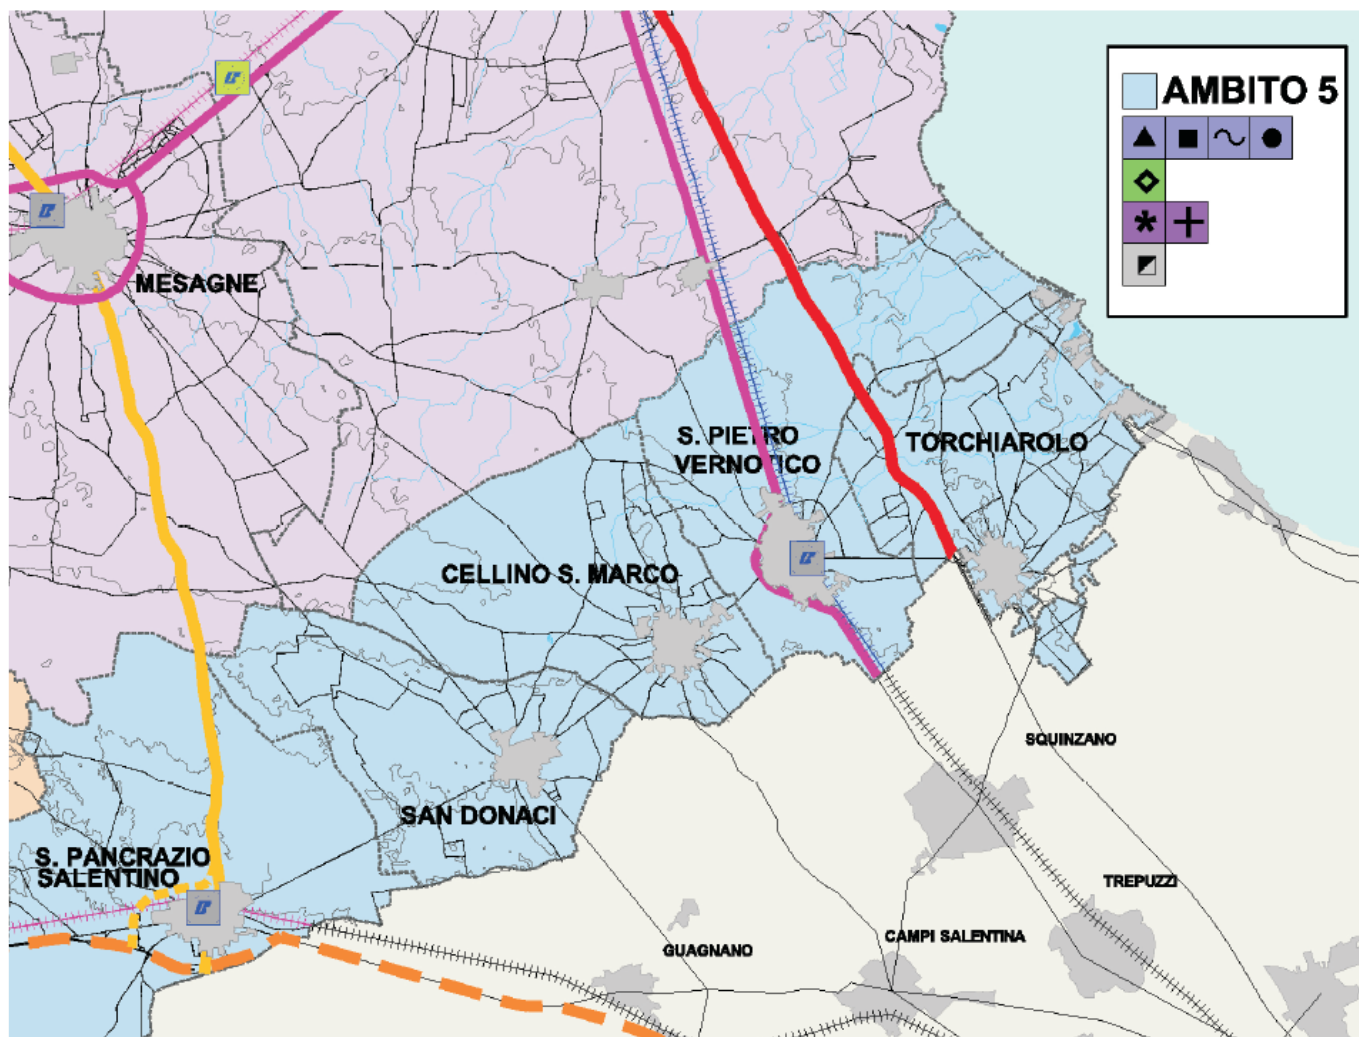 AMBITO 5
MESAGNE
S. PIETRO
VERNOTICO
TORCHIAROLO
CELLINO S. MARCO
SQUINZANO
SAN DONACI
S. PANCRAZIO
SALENTINO
TREPUZZI
CAMPI SALENTINA
GUAGNANO